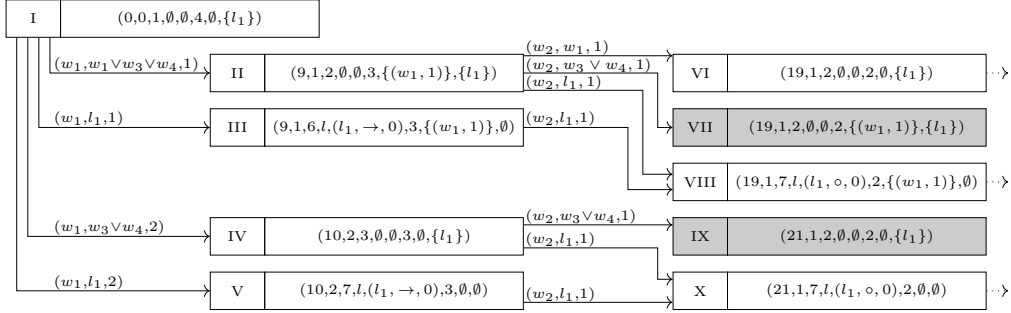 I (0,0,1,∅,∅,4,∅,{l₁})
(w₁,w₁∨w₃∨w₄,1)
II (9,1,2,∅,∅,3,{(w₁,1)},{l₁})
(w₂, w₁, 1)
(w₂, w₃ ∨ w₄, 1)
(w₂, l₁, 1)
VI (19,1,2,∅,∅,2,∅,{l₁})
(w₁,l₁,1)
III (9,1,6,l,(l₁, →, 0),3,{(w₁,1)},∅)
(w₂,l₁,1)
VII (19,1,2,∅,∅,2,{(w₁,1)},{l₁})
VIII (19,1,7,l,(l₁, ∘, 0),2,{(w₁,1)},∅)
(w₁,w₃∨w₄,2)
IV (10,2,3,∅,∅,3,∅,{l₁})
(w₂,w₃∨w₄,1)
(w₂,l₁,1)
IX (21,1,2,∅,∅,2,∅,{l₁})
(w₁,l₁,2)
V (10,2,7,l,(l₁, →, 0),3,∅,∅)
(w₂,l₁,1)
X (21,1,7,l,(l₁, ∘, 0),2,∅,∅)